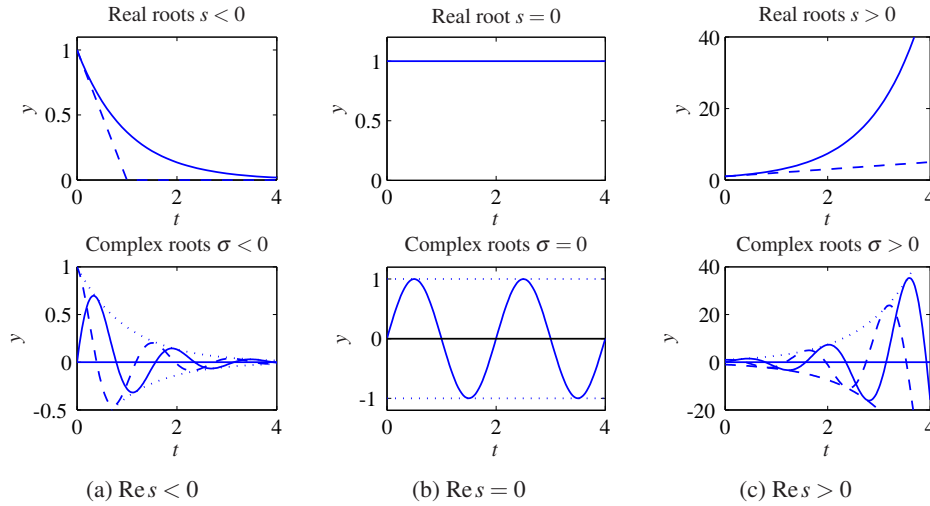 Real roots s < 0
1
0.5
0
y
0 2 4
t
Real root s = 0
1
0.5
0
y
0 2 4
t
Real roots s > 0
40
20
0
y
0 2 4
t
Complex roots σ < 0
1
0.5
0
-0.5
y
0 2 4
t
Complex roots σ = 0
1
0
-1
y
0 2 4
t
Complex roots σ > 0
40
20
0
-20
y
0 2 4
t
(a) Re s < 0
(b) Re s = 0
(c) Re s > 0